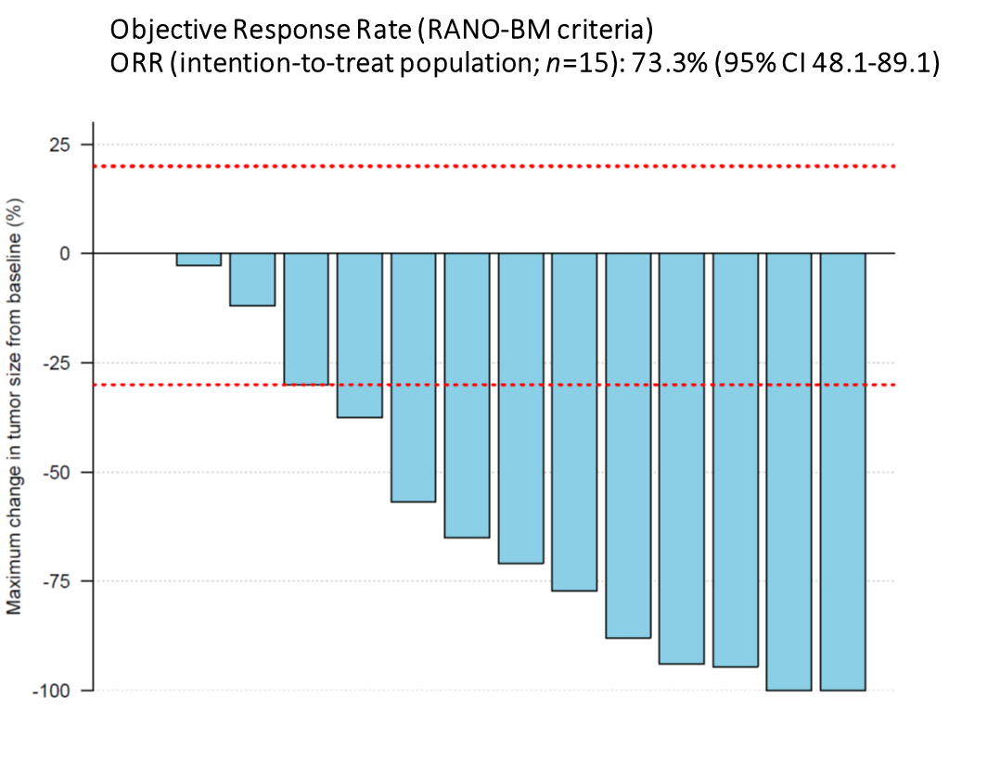 Objective Response Rate (RANO-BM criteria)
ORR (intention-to-treat population; n=15): 73.3% (95% CI 48.1-89.1)
Maximum change in tumor size from baseline (%)
25
0
-25
-50
-75
-100